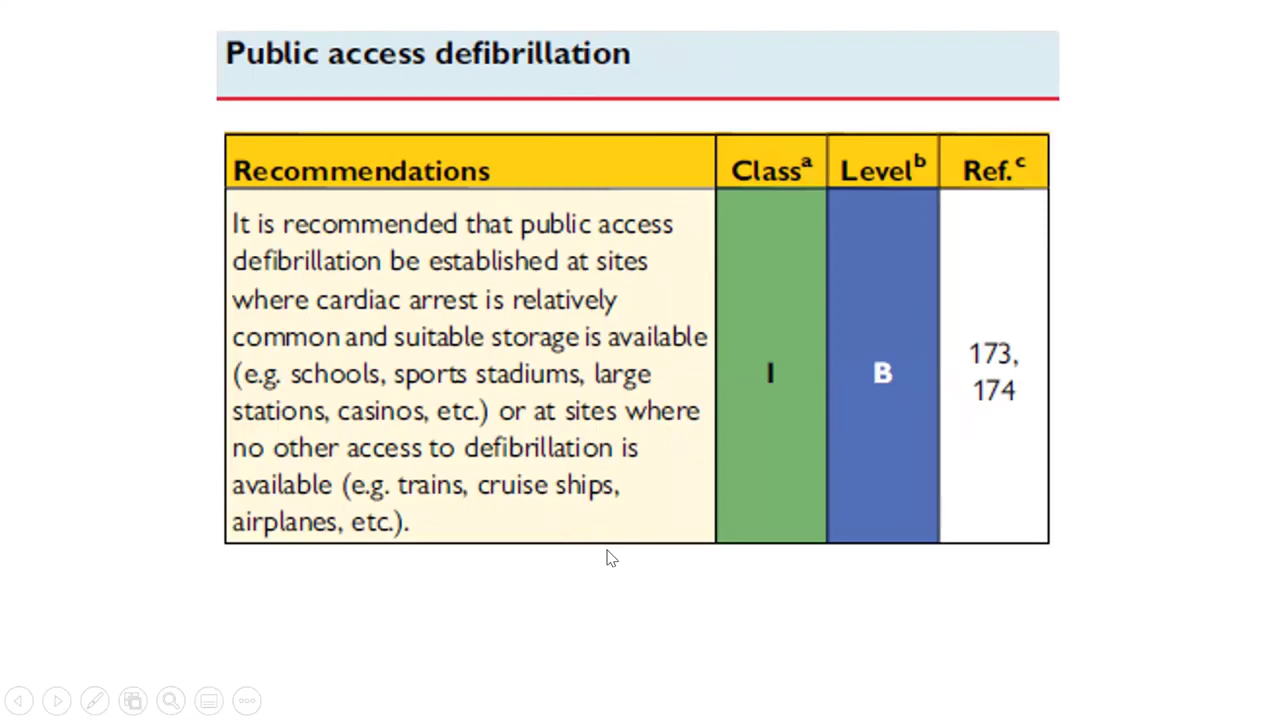 Public access defibrillation
Recommendations Classᵃ Levelᵇ Ref.ᶜ
It is recommended that public access
defibrillation be established at sites
where cardiac arrest is relatively
common and suitable storage is available
(e.g. schools, sports stadiums, large
stations, casinos, etc.) or at sites where
no other access to defibrillation is
available (e.g. trains, cruise ships,
airplanes, etc.).
I
B
173,
174